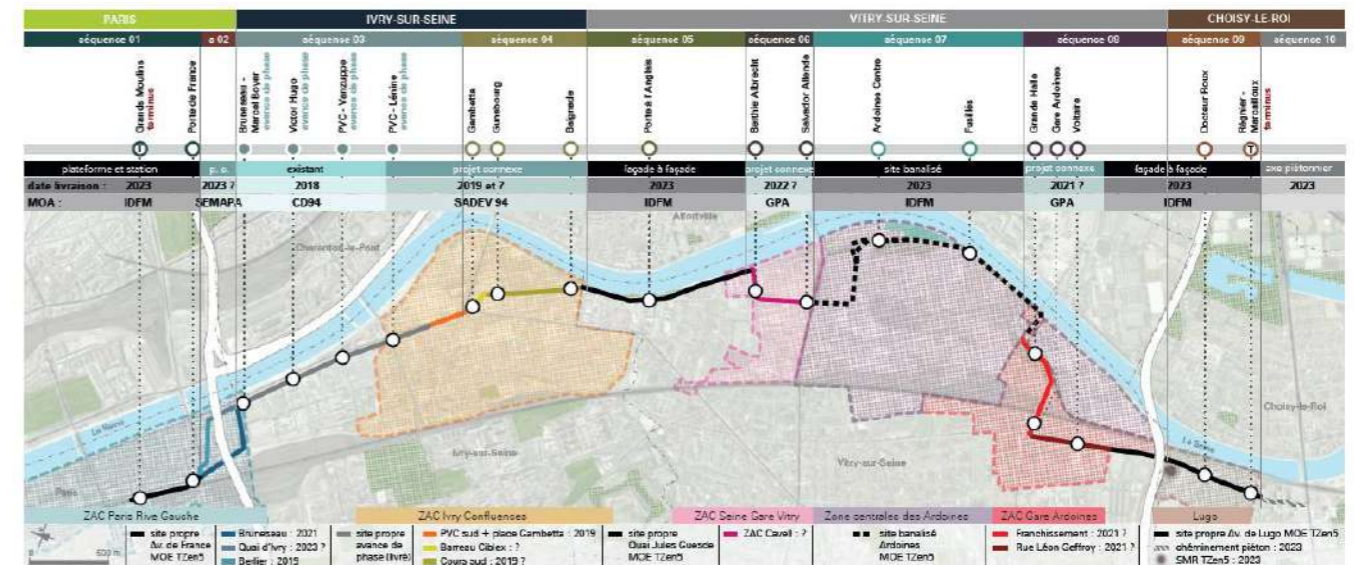 PARIS IVRY-SUR-SEINE VITRY-SUR-SEINE CHOISY-LE-ROI
séquence 01 s 02 séquence 03 séquence 04 séquence 05 séquence 06 séquence 07 séquence 08 séquence 09 séquence 10
Grands Moulins
terminus
Porte de France
Bruneseau -
Marcel Boyer
avance de phase
Victor Hugo
avance de phase
PVC - Vanzuppe
avance de phase
PVC - Lénine
avance de phase
Gambetta
Gunsbourg
Baignade
Port à l'Anglais
Berthie Albrecht
Salvador Allende
Ardoines Centre
Fusillés
Grande Halle
Gare Ardoines
Voltaire
Docteur Roux
Régnier -
Marcailloux
terminus
T T
plateforme et station p. o. existant projet connexe façade à façade projet connexe site banalisé projet connexe façade à façade axe piétonnier
date livraison : 2023 2023 ? 2018 2019 et ? 2023 2022 ? 2023 2021 ? 2023 2023
MOA : IDFM SEMAPA CD94 SADEV 94 IDFM GPA IDFM GPA IDFM
Alfortville
Charenton-le-Pont
Choisy-le-Roi
La Seine
La Seine
Ivry-sur-Seine
Vitry-sur-Seine
Paris
ZAC Paris Rive Gauche ZAC Ivry Confluences ZAC Seine Gare Vitry Zone centrales des Ardoines ZAC Gare Ardoines Lugo
0 600 m
site propre
Av. de France
MOE TZen5
Bruneseau : 2021
Quai d'Ivry : 2023 ?
Berlier : 2015
site propre
avance de
phase (livré)
PVC sud + place Gambetta : 2019
Barreau Ciblex : ?
Cours sud : 2019 ?
site propre
Quai Jules Guesde
MOE TZen5
ZAC Cavell : ?
site banalisé
Ardoines
MOE TZen5
Franchissement : 2021 ?
Rue Léon Geffroy : 2021 ?
site propre Av. de Lugo MOE TZen5
chéminement piéton : 2023
SMR TZen5 : 2023